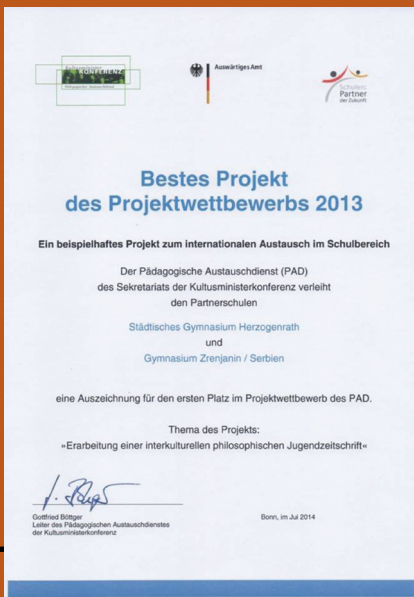 Kultusminister
KONFERENZ
Auswärtiges Amt
Schulen:
Partner
der Zukunft
Bestes Projekt
des Projektwettbewerbs 2013
Ein beispielhaftes Projekt zum internationalen Austausch im Schulbereich
Der Pädagogische Austauschdienst (PAD)
des Sekretariats der Kultusministerkonferenz verleiht
den Partnerschulen
Städtisches Gymnasium Herzogenrath
und
Gymnasium Zrenjanin / Serbien
eine Auszeichnung für den ersten Platz im Projektwettbewerb des PAD.
Thema des Projekts:
»Erarbeitung einer interkulturellen philosophischen Jugendzeitschrift«
Gottfried Böttger
Leiter des Pädagogischen Austauschdienstes
der Kultusministerkonferenz
Bonn, im Juli 2014